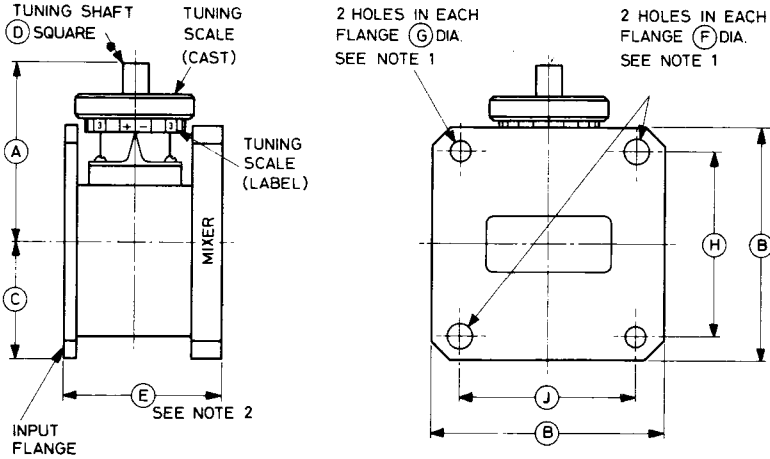 TUNING SHAFT
D SQUARE
TUNING
SCALE
(CAST)
2 HOLES IN EACH
FLANGE G DIA.
SEE NOTE 1
2 HOLES IN EACH
FLANGE F DIA.
SEE NOTE 1
3 + - 3
TUNING
SCALE
(LABEL)
A
MIXER
C
H
B
E
SEE NOTE 2
J
B
INPUT
FLANGE